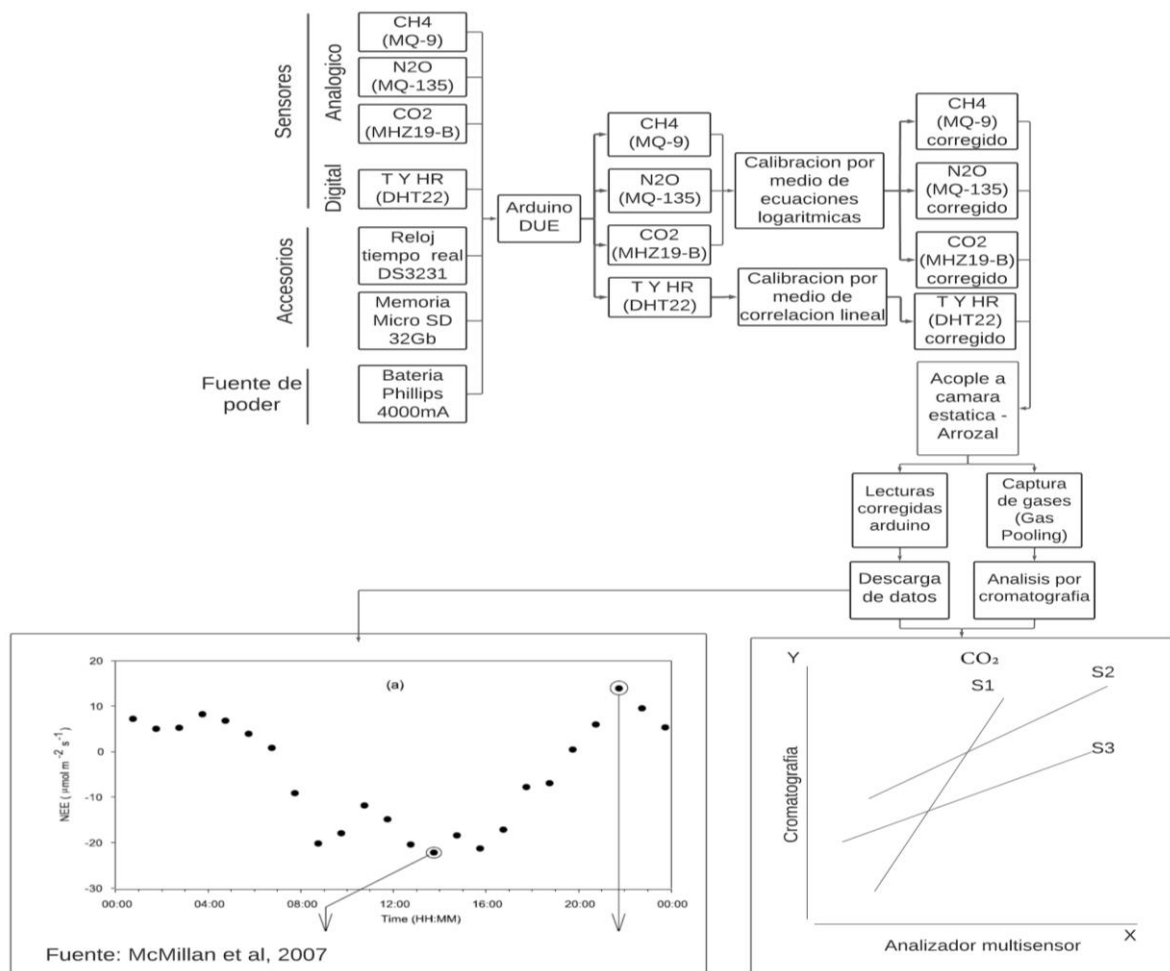 Sensores
Analogico
Digital
Accesorios
Fuente de
poder
CH4
(MQ-9)
N2O
(MQ-135)
CO2
(MHZ19-B)
T Y HR
(DHT22)
Reloj
tiempo real
DS3231
Memoria
Micro SD
32Gb
Bateria
Phillips
4000mA
Arduino
DUE
CH4
(MQ-9)
N2O
(MQ-135)
CO2
(MHZ19-B)
T Y HR
(DHT22)
Calibracion por
medio de
ecuaciones
logaritmicas
Calibracion por
medio de
correlacion lineal
CH4
(MQ-9)
corregido
N2O
(MQ-135)
corregido
CO2
(MHZ19-B)
corregido
T Y HR
(DHT22)
corregido
Acople a
camara
estatica -
Arrozal
Lecturas
corregidas
arduino
Captura
de gases
(Gas
Pooling)
Descarga
de datos
Analisis por
cromatografia
(a)
NEE ( μmol m⁻² s⁻¹)
20
10
0
-10
-20
-30
00:00 04:00 08:00 12:00 16:00 20:00 00:00
Time (HH:MM)
Fuente: McMillan et al, 2007
Y
CO₂
S1
S2
S3
Cromatografia
X
Analizador multisensor